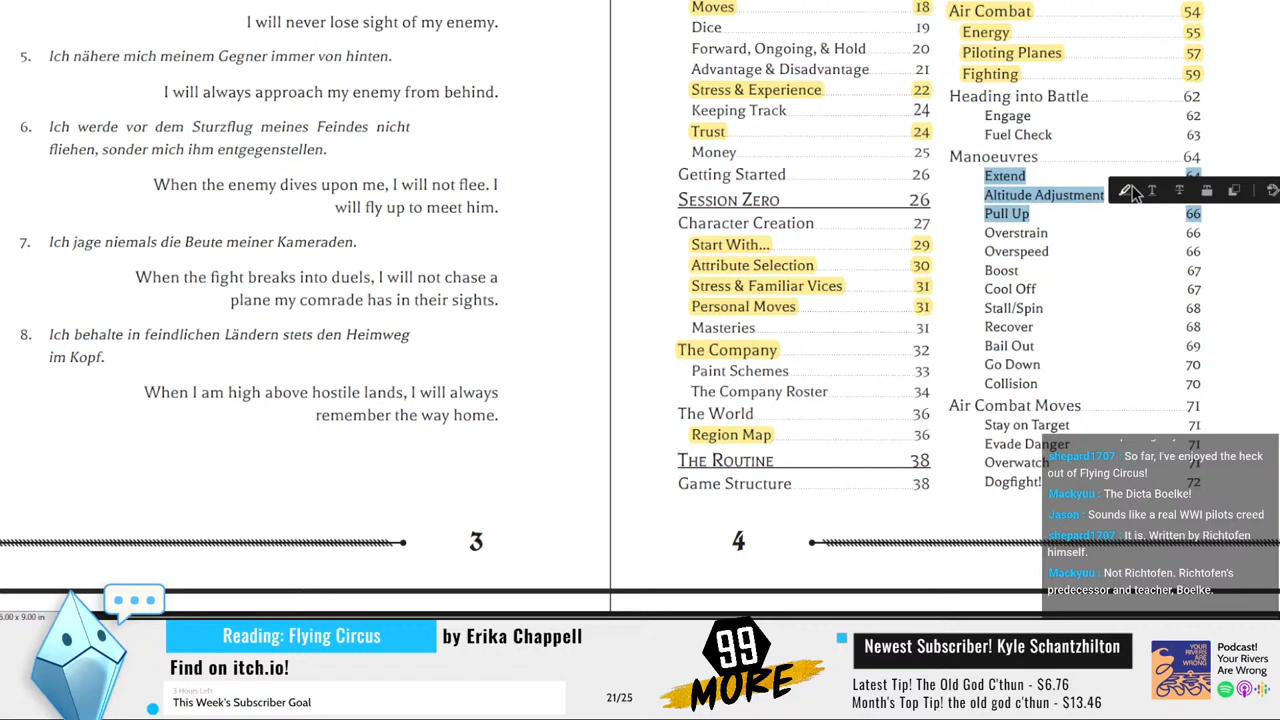 I will never lose sight of my enemy.
5. Ich nähere mich meinem Gegner immer von hinten.
I will always approach my enemy from behind.
6. Ich werde vor dem Sturzflug meines Feindes nicht
fliehen, sonder mich ihm entgegenstellen.
When the enemy dives upon me, I will not flee. I
will fly up to meet him.
7. Ich jage niemals die Beute meiner Kameraden.
When the fight breaks into duels, I will not chase a
plane my comrade has in their sights.
8. Ich behalte in feindlichen Ländern stets den Heimweg
im Kopf.
When I am high above hostile lands, I will always
remember the way home.
3
Moves 18
Dice 19
Forward, Ongoing, & Hold 20
Advantage & Disadvantage 21
Stress & Experience 22
Keeping Track 24
Trust 24
Money 25
Getting Started 26
Session Zero 26
Character Creation 27
Start With... 29
Attribute Selection 30
Stress & Familiar Vices 31
Personal Moves 31
Masteries 31
The Company 32
Paint Schemes 33
The Company Roster 34
The World 36
Region Map 36
The Routine 38
Game Structure 38
4
Air Combat 54
Energy 55
Piloting Planes 57
Fighting 59
Heading into Battle 62
Engage 62
Fuel Check 63
Manoeuvres 64
Extend
Altitude Adjustment
Pull Up 66
Overstrain 66
Overspeed 66
Boost 67
Cool Off 67
Stall/Spin 68
Recover 68
Bail Out 69
Go Down 70
Collision 70
Air Combat Moves 71
Stay on Target 71
Evade Danger 71
Overwatch 71
Dogfight! 72
shepard1707 : So far, I've enjoyed the heck
out of Flying Circus!
Mackyuu : The Dicta Boelke!
Jason : Sounds like a real WWI pilots creed
shepard1707 : It is. Written by Richtofen
himself.
Mackyuu : Not Richtofen. Richtofen's
predecessor and teacher, Boelke.
6.00 x 9.00 in
Reading: Flying Circus
by Erika Chappell
Find on itch.io!
3 Hours Left
This Week's Subscriber Goal
21/25
99
MORE
Newest Subscriber! Kyle Schantzhilton
Latest Tip! The Old God C'thun - $6.76
Month's Top Tip! the old god c'thun - $13.46
YOUR
RIVERS
ARE
WRONG
Podcast!
Your Rivers
Are Wrong